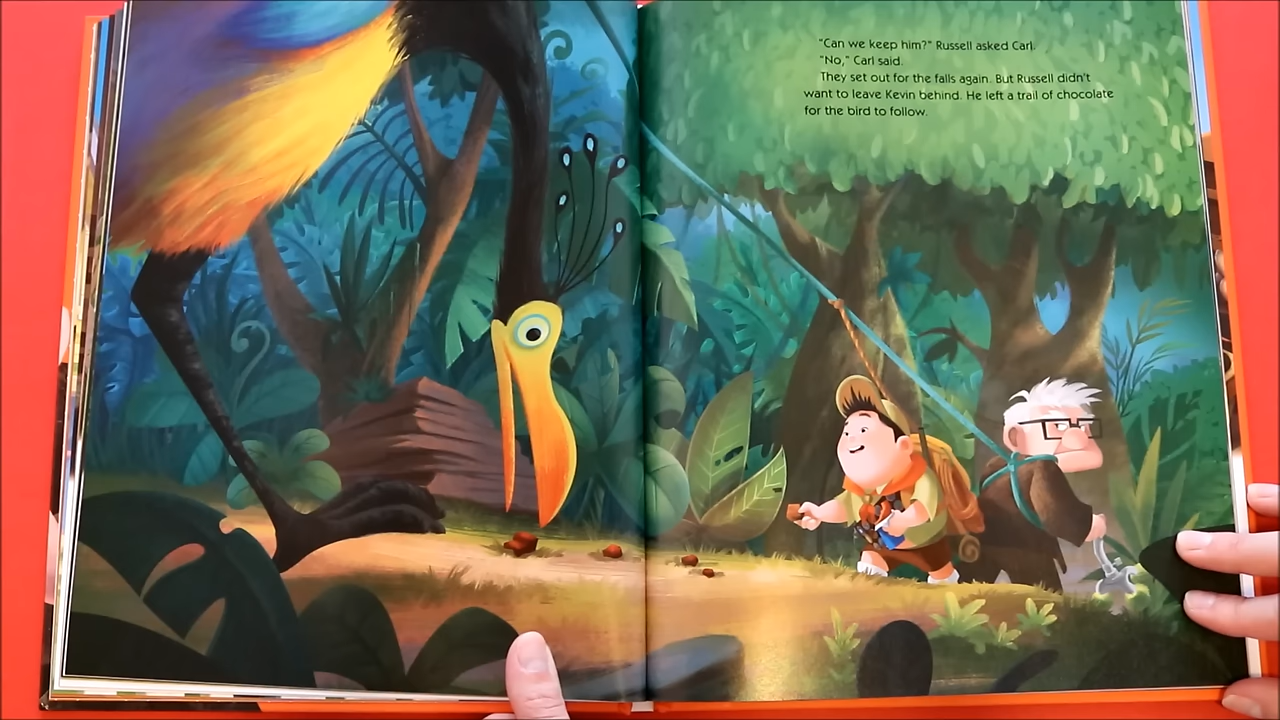 "Can we keep him?" Russell asked Carl.
"No," Carl said.
They set out for the falls again. But Russell didn't
want to leave Kevin behind. He left a trail of chocolate
for the bird to follow.